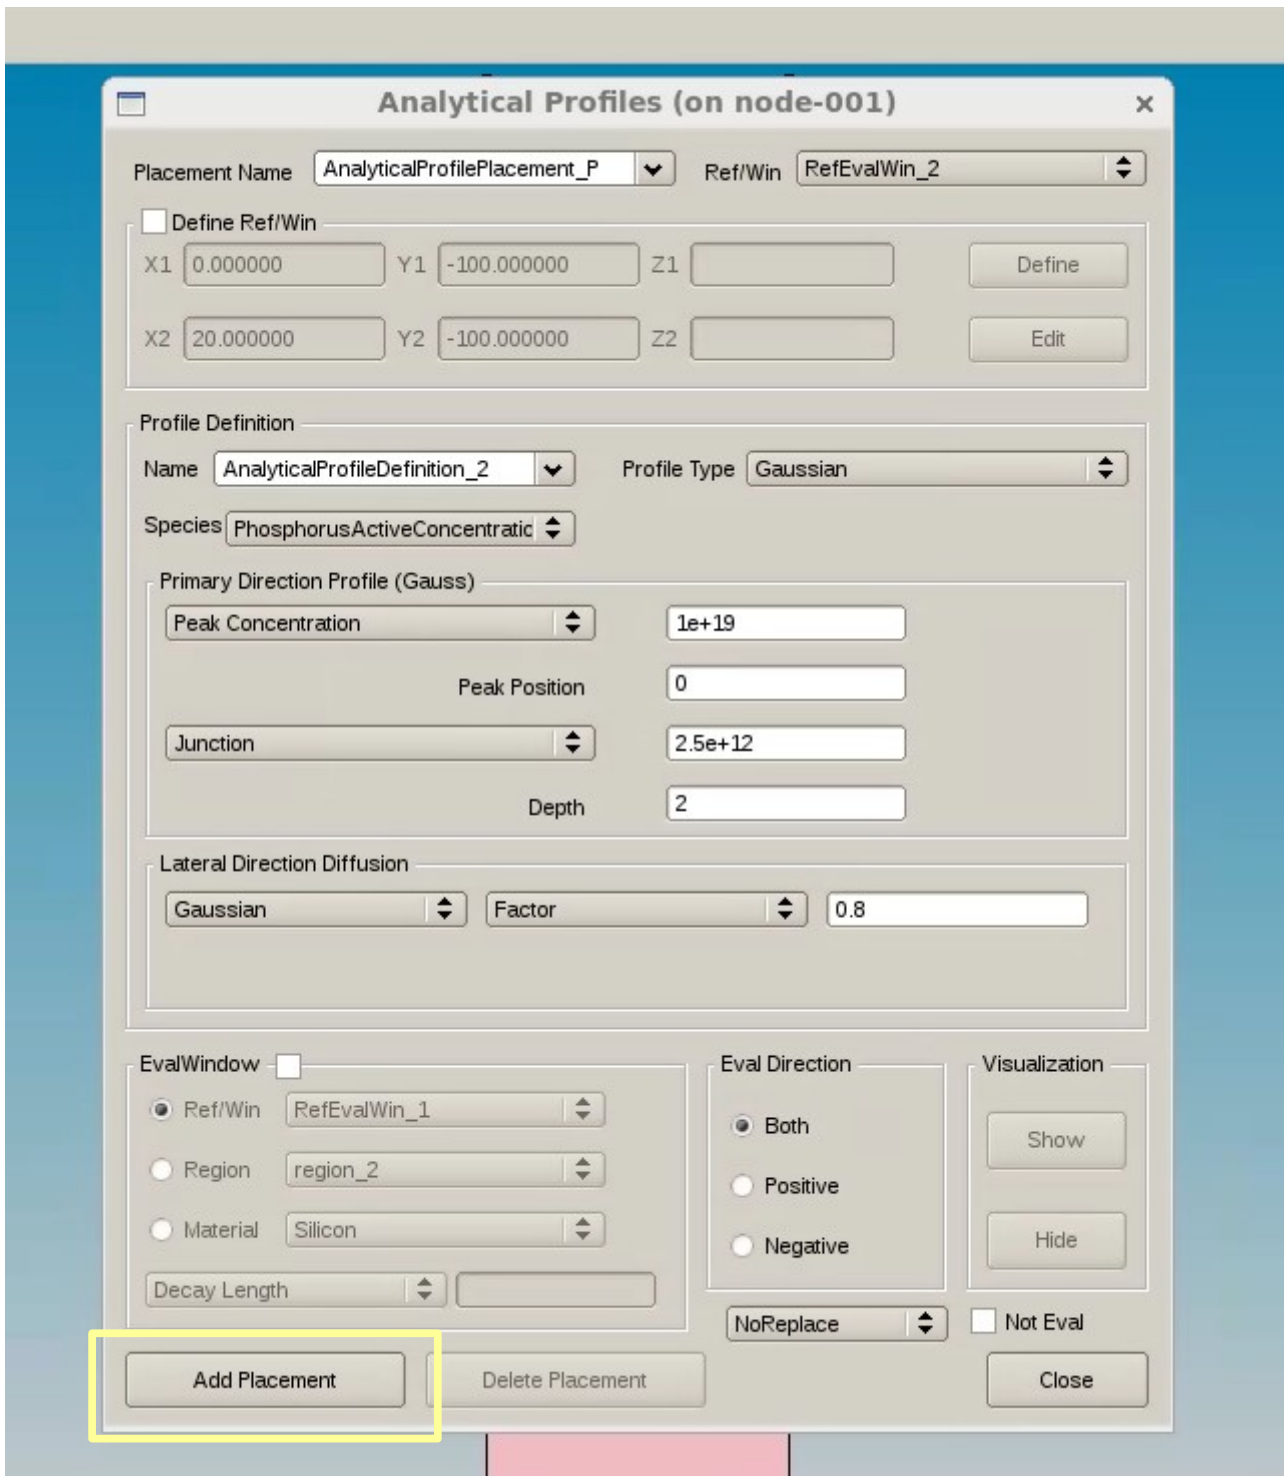 Analytical Profiles (on node-001)
Placement Name AnalyticalProfilePlacement_P Ref/Win RefEvalWin_2
Define Ref/Win
X1 0.000000 Y1 -100.000000 Z1 Define
X2 20.000000 Y2 -100.000000 Z2 Edit
Profile Definition
Name AnalyticalProfileDefinition_2 Profile Type Gaussian
Species PhosphorusActiveConcentratic
Primary Direction Profile (Gauss)
Peak Concentration 1e+19
Peak Position 0
Junction 2.5e+12
Depth 2
Lateral Direction Diffusion
Gaussian Factor 0.8
EvalWindow Eval Direction Visualization
Ref/Win RefEvalWin_1 Both Show
Region region_2 Positive
Material Silicon Negative Hide
Decay Length
NoReplace Not Eval
Add Placement Delete Placement Close